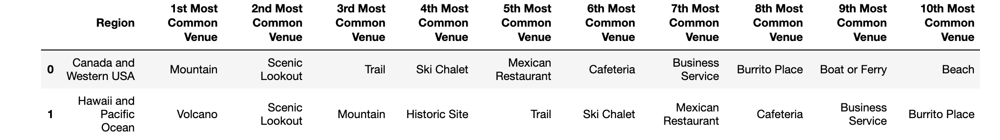 Region 1st Most Common Venue 2nd Most Common Venue 3rd Most Common Venue 4th Most Common Venue 5th Most Common Venue 6th Most Common Venue 7th Most Common Venue 8th Most Common Venue 9th Most Common Venue 10th Most Common Venue
0 Canada and Western USA Mountain Scenic Lookout Trail Ski Chalet Mexican Restaurant Cafeteria Business Service Burrito Place Boat or Ferry Beach
1 Hawaii and Pacific Ocean Volcano Scenic Lookout Mountain Historic Site Trail Ski Chalet Mexican Restaurant Cafeteria Business Service Burrito Place